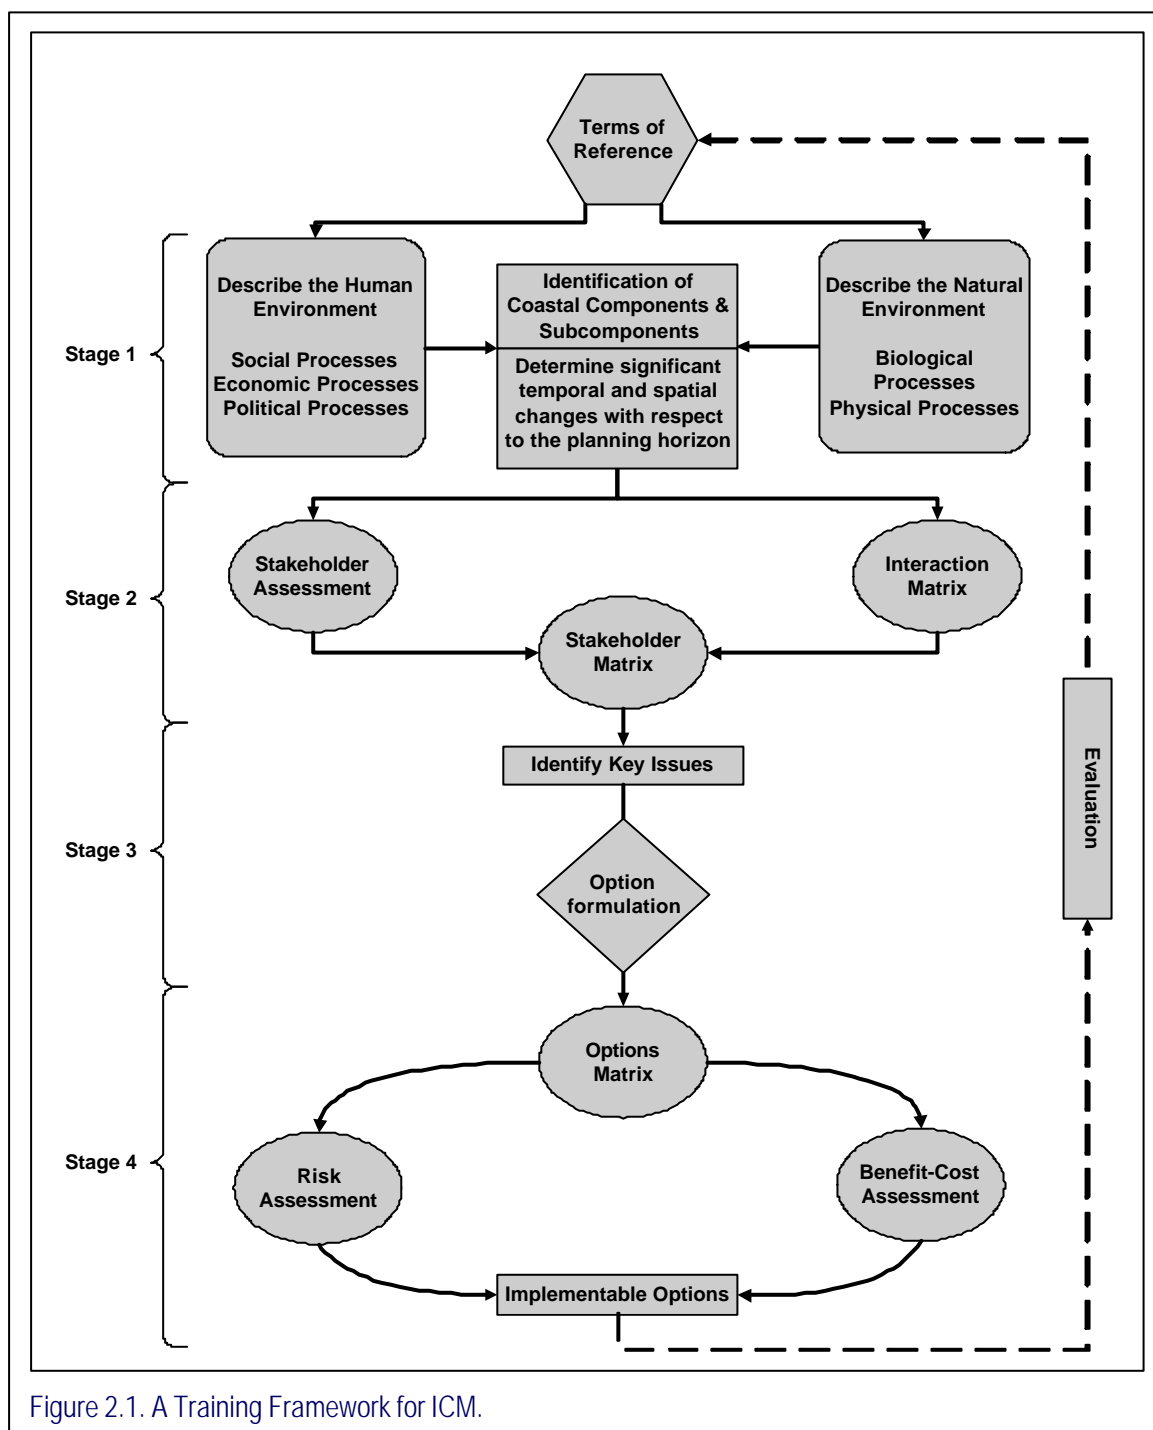 Terms of
Reference
Stage 1
Describe the Human
Environment
Social Processes
Economic Processes
Political Processes
Identification of
Coastal Components &
Subcomponents
Determine significant
temporal and spatial
changes with respect
to the planning horizon
Describe the Natural
Environment
Biological
Processes
Physical Processes
Stage 2
Stakeholder
Assessment
Interaction
Matrix
Stakeholder
Matrix
Stage 3
Identify Key Issues
Option
formulation
Evaluation
Stage 4
Options
Matrix
Risk
Assessment
Benefit-Cost
Assessment
Implementable Options
Figure 2.1. A Training Framework for ICM.